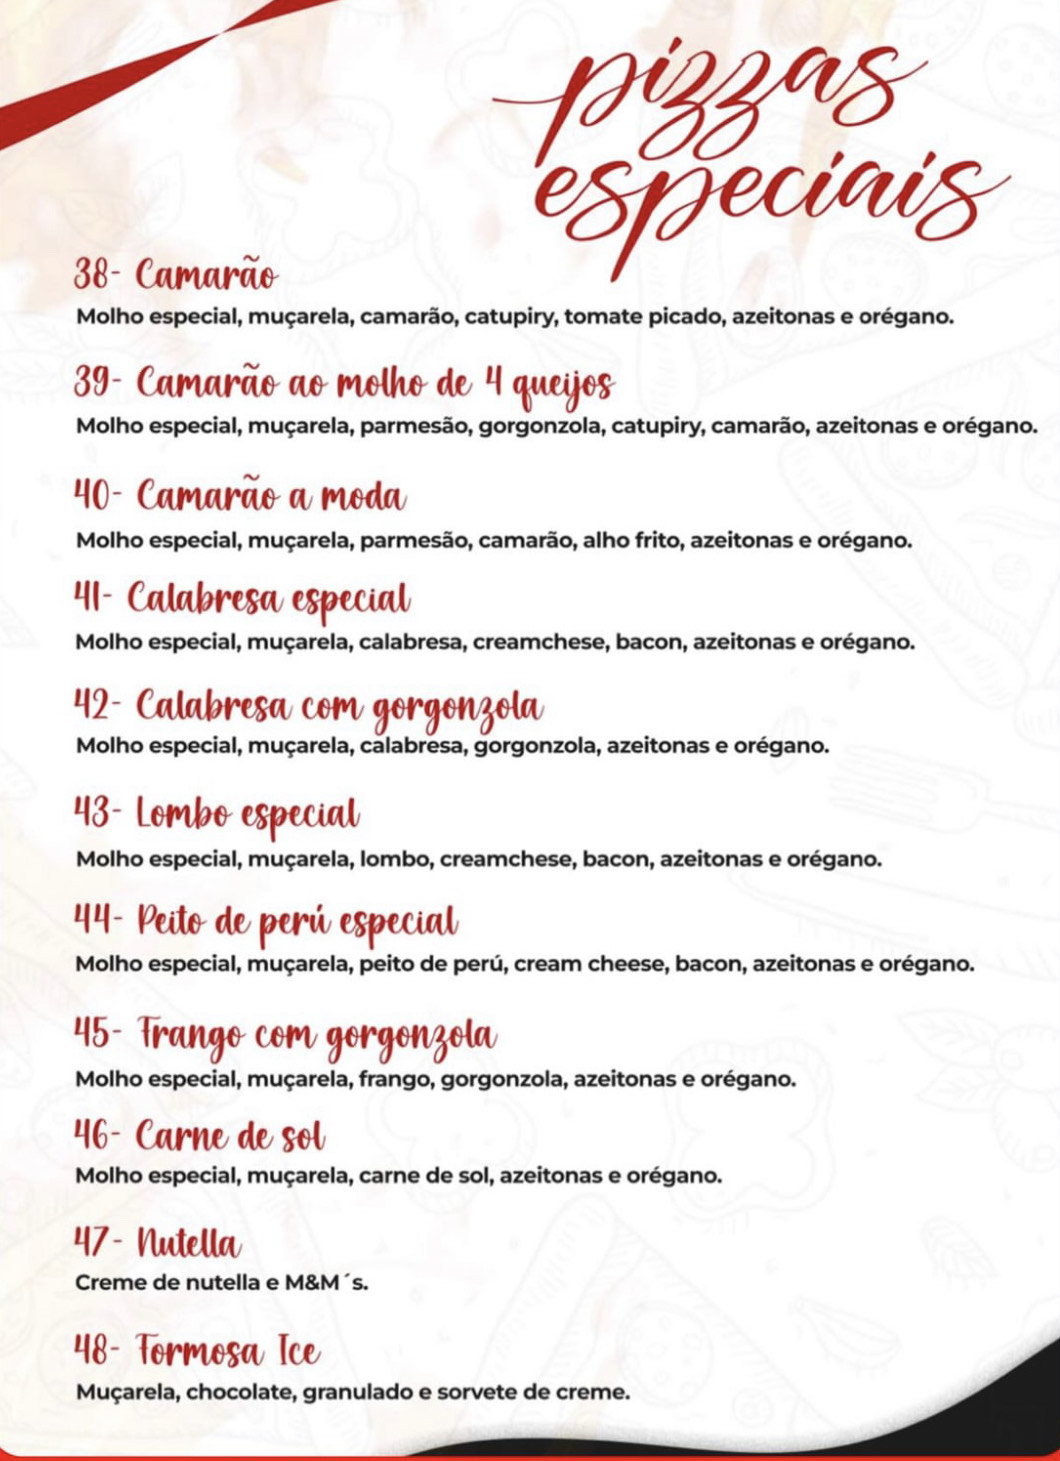 pizzas
especiais
38- Camarão
Molho especial, muçarela, camarão, catupiry, tomate picado, azeitonas e orégano.
39- Camarão ao molho de 4 queijos
Molho especial, muçarela, parmesão, gorgonzola, catupiry, camarão, azeitonas e orégano.
40- Camarão a moda
Molho especial, muçarela, parmesão, camarão, alho frito, azeitonas e orégano.
41- Calabresa especial
Molho especial, muçarela, calabresa, creamchese, bacon, azeitonas e orégano.
42- Calabresa com gorgonzola
Molho especial, muçarela, calabresa, gorgonzola, azeitonas e orégano.
43- Lombo especial
Molho especial, muçarela, lombo, creamchese, bacon, azeitonas e orégano.
44- Peito de perú especial
Molho especial, muçarela, peito de perú, cream cheese, bacon, azeitonas e orégano.
45- Frango com gorgonzola
Molho especial, muçarela, frango, gorgonzola, azeitonas e orégano.
46- Carne de sol
Molho especial, muçarela, carne de sol, azeitonas e orégano.
47- Nutella
Creme de nutella e M&M´s.
48- Formosa Ice
Muçarela, chocolate, granulado e sorvete de creme.